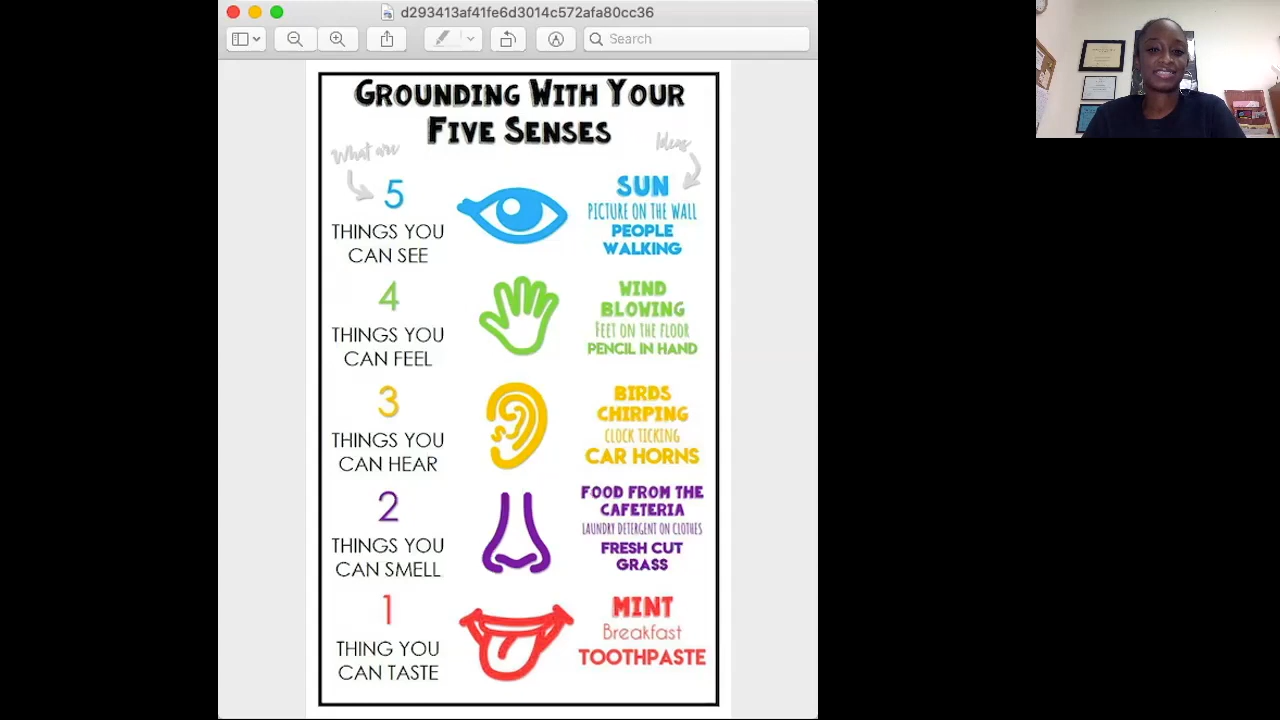 d293413af41fe6d3014c572afa80cc36
Search
GROUNDING WITH YOUR
FIVE SENSES
What are
Ideas
5
THINGS YOU
CAN SEE
SUN
PICTURE ON THE WALL
PEOPLE
WALKING
4
THINGS YOU
CAN FEEL
WIND
BLOWING
FEET ON THE FLOOR
PENCIL IN HAND
3
THINGS YOU
CAN HEAR
BIRDS
CHIRPING
CLOCK TICKING
CAR HORNS
2
THINGS YOU
CAN SMELL
FOOD FROM THE
CAFETERIA
LAUNDRY DETERGENT ON CLOTHES
FRESH CUT
GRASS
1
THING YOU
CAN TASTE
MINT
Breakfast
TOOTHPASTE